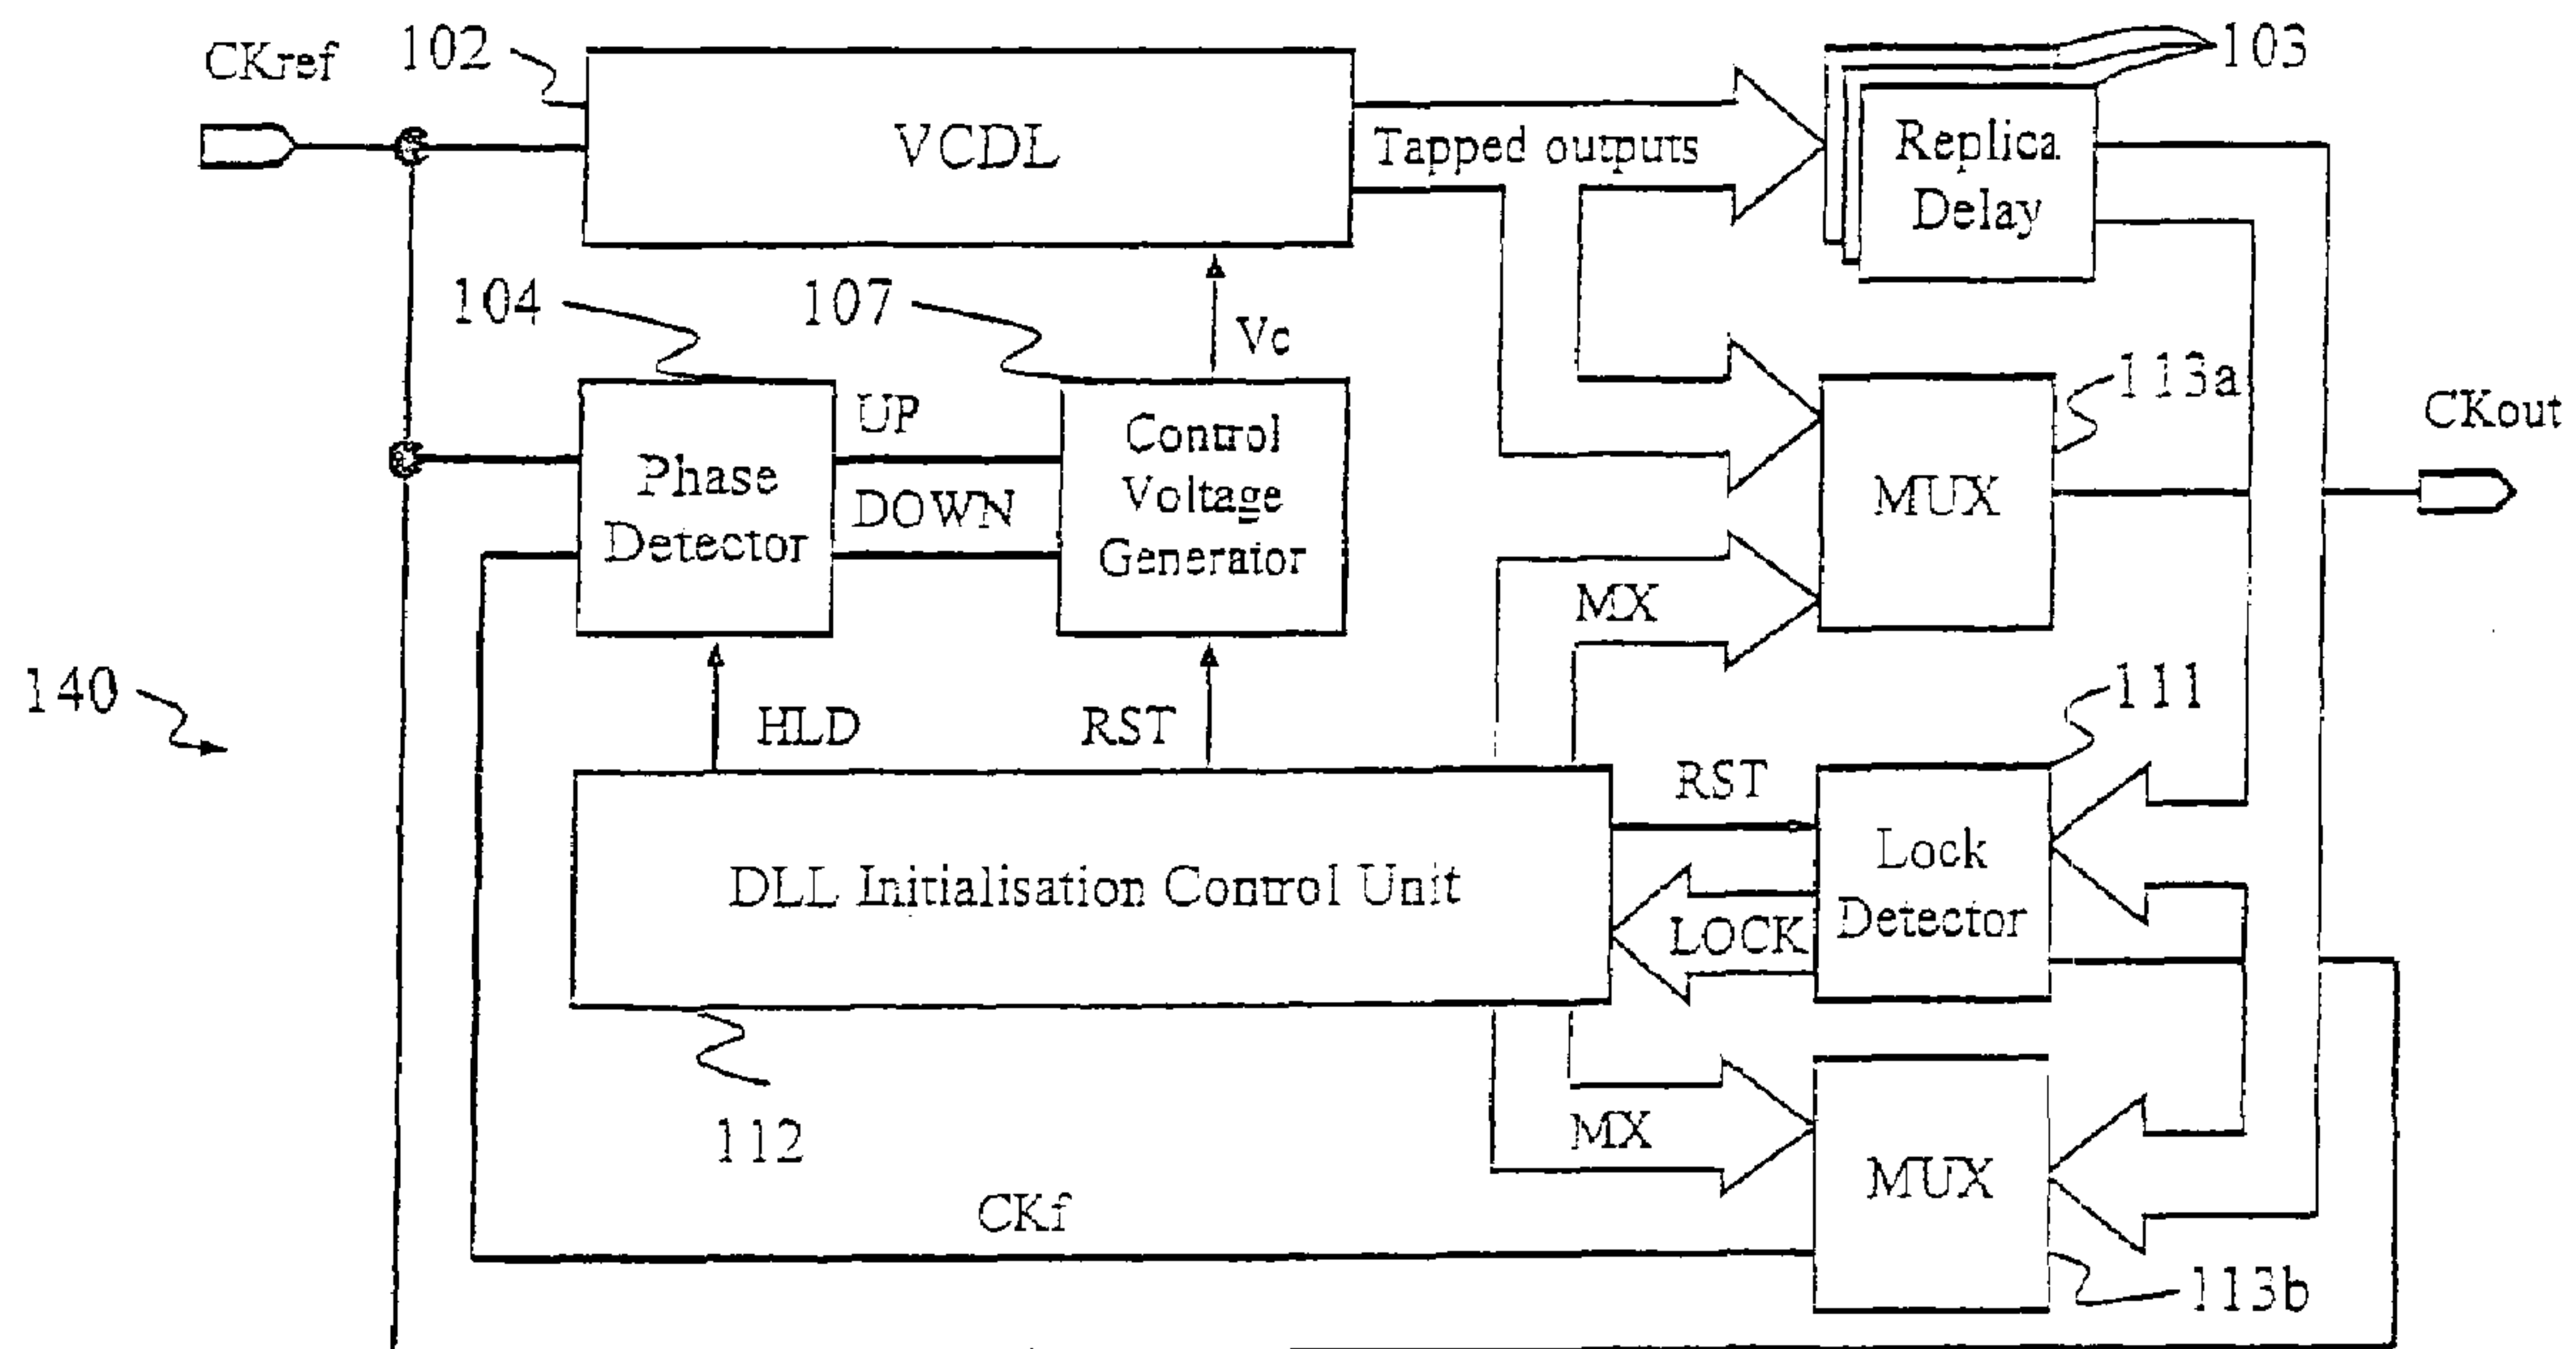 CKref
102
VCDL
Tapped outputs
103
Replica
Delay
104
107
Vc
113a
CKout
UP
DOWN
Phase
Detector
Control
Voltage
Generator
MUX
MX
140
HLD
RST
111
RST
DLL Initialisation Control Unit
LOCK
Lock
Detector
112
MX
MUX
CKf
113b